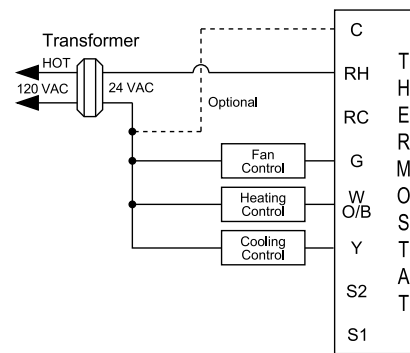 Transformer
HOT
120 VAC
24 VAC
Optional
Fan
Control
Heating
Control
Cooling
Control
C
RH
RC
G
W
O/B
Y
S2
S1
THERMOSTAT